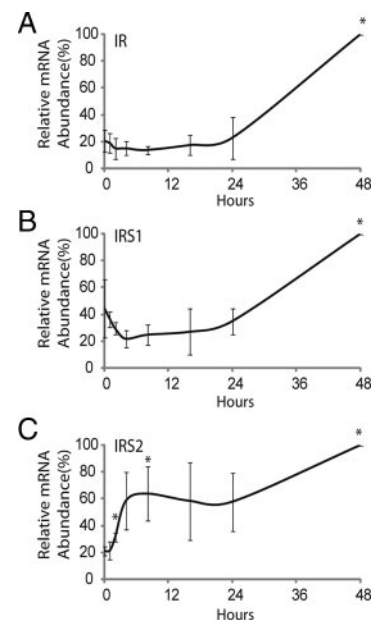 A
IR
*
Relative mRNA
Abundance(%)
100
80
60
40
20
0
0 12 24 36 48
Hours
B
IRS1
*
Relative mRNA
Abundance(%)
100
80
60
40
20
0
0 12 24 36 48
Hours
C
IRS2
*
*
*
Relative mRNA
Abundance(%)
100
80
60
40
20
0
0 12 24 36 48
Hours